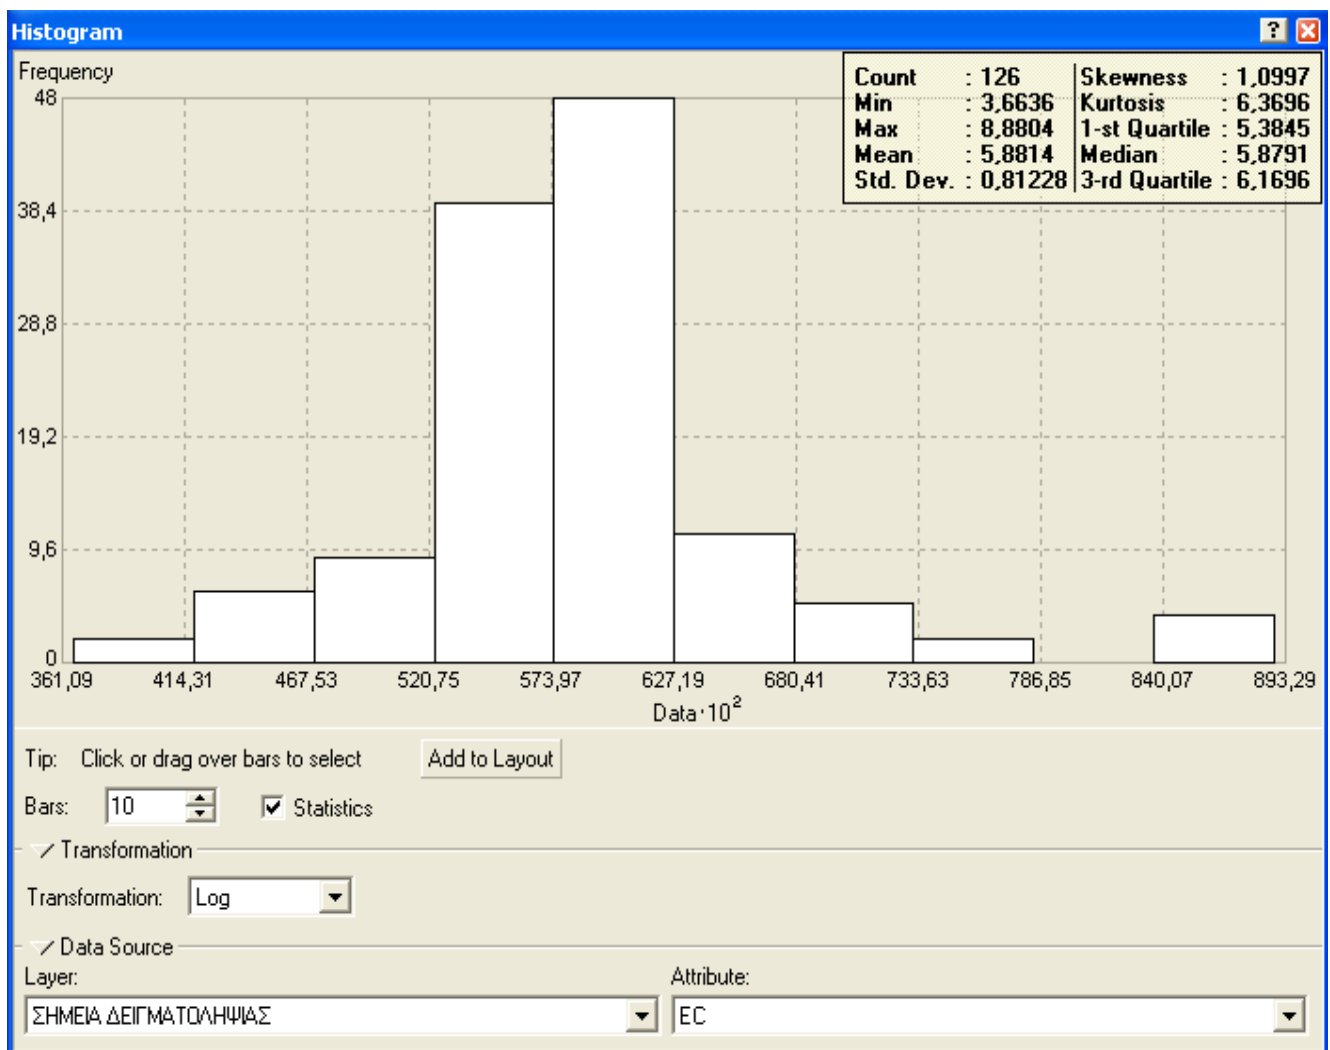 Histogram
Frequency
Count : 126 Skewness : 1,0997
Min : 3,6636 Kurtosis : 6,3696
Max : 8,8804 1-st Quartile : 5,3845
Mean : 5,8814 Median : 5,8791
Std. Dev. : 0,81228 3-rd Quartile : 6,1696
48
38,4
28,8
19,2
9,6
0
361,09 414,31 467,53 520,75 573,97 627,19 680,41 733,63 786,85 840,07 893,29
Data·10²
Tip: Click or drag over bars to select Add to Layout
Bars: 10 Statistics
Transformation
Transformation: Log
Data Source
Layer: Attribute:
ΣΗΜΕΙΑ ΔΕΙΓΜΑΤΟΛΗΨΙΑΣ EC